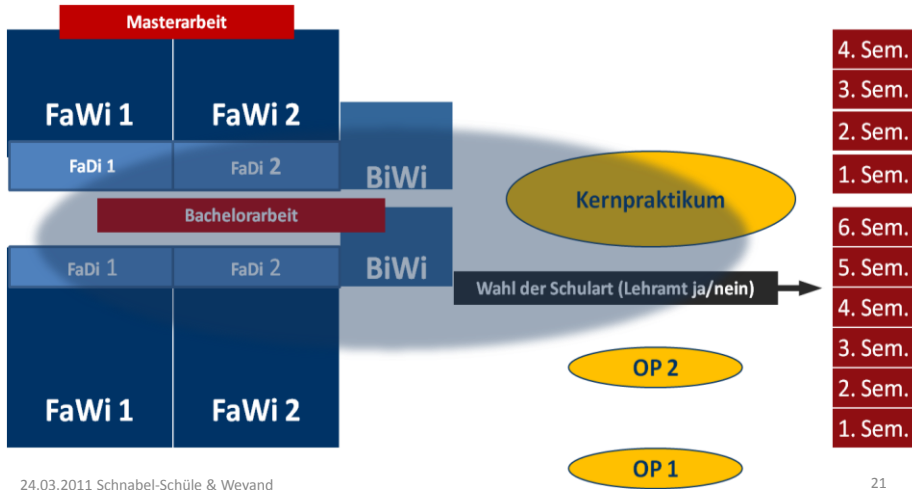 Masterarbeit
FaWi 1
FaWi 2
FaDi 1
FaDi 2
BiWi
Bachelorarbeit
FaDi 1
FaDi 2
BiWi
FaWi 1
FaWi 2
Kernpraktikum
Wahl der Schulart (Lehramt ja/nein)
OP 2
OP 1
4. Sem.
3. Sem.
2. Sem.
1. Sem.
6. Sem.
5. Sem.
4. Sem.
3. Sem.
2. Sem.
1. Sem.
24.03.2011 Schnabel-Schüle & Weyand
21